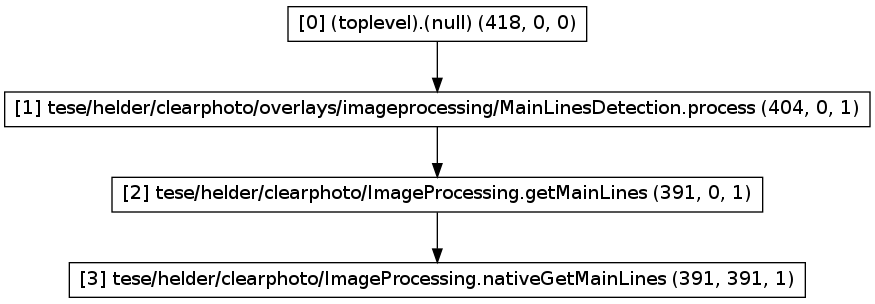 [0] (toplevel).(null) (418, 0, 0)
[1] tese/helder/clearphoto/overlays/imageprocessing/MainLinesDetection.process (404, 0, 1)
[2] tese/helder/clearphoto/ImageProcessing.getMainLines (391, 0, 1)
[3] tese/helder/clearphoto/ImageProcessing.nativeGetMainLines (391, 391, 1)